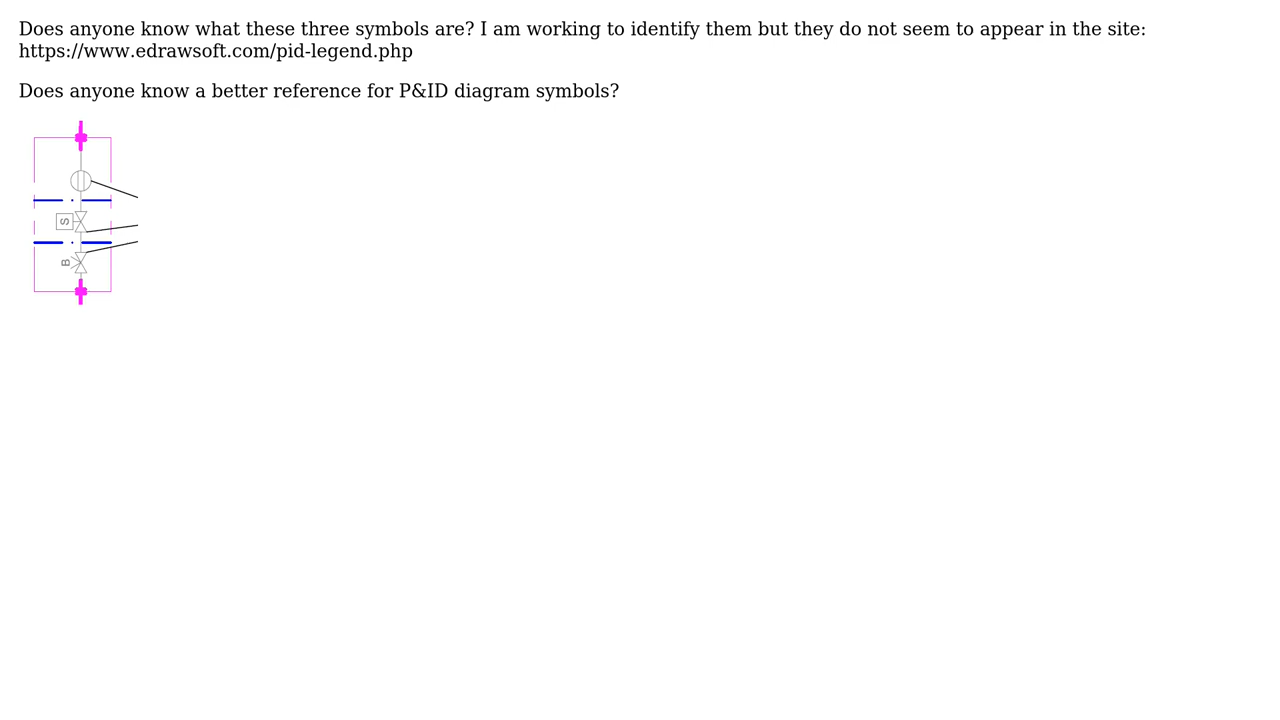 Does anyone know what these three symbols are? I am working to identify them but they do not seem to appear in the site:
https://www.edrawsoft.com/pid-legend.php
Does anyone know a better reference for P&ID diagram symbols?
S
B